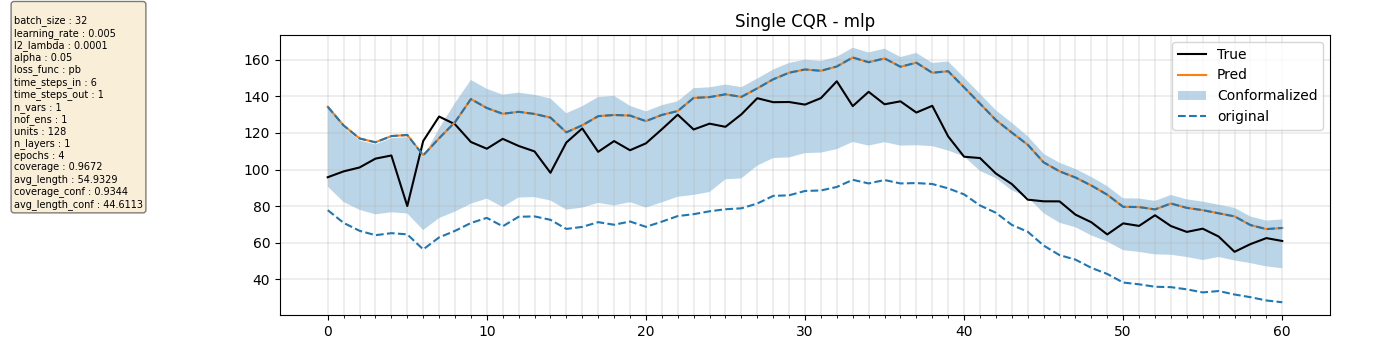 batch_size : 32
learning_rate : 0.005
l2_lambda : 0.0001
alpha : 0.05
loss_func : pb
time_steps_in : 6
time_steps_out : 1
n_vars : 1
nof_ens : 1
units : 128
n_layers : 1
epochs : 4
coverage : 0.9672
avg_length : 54.9329
coverage_conf : 0.9344
avg_length_conf : 44.6113
Single CQR - mlp
True
Pred
Conformalized
original
160
140
120
100
80
60
40
0 10 20 30 40 50 60